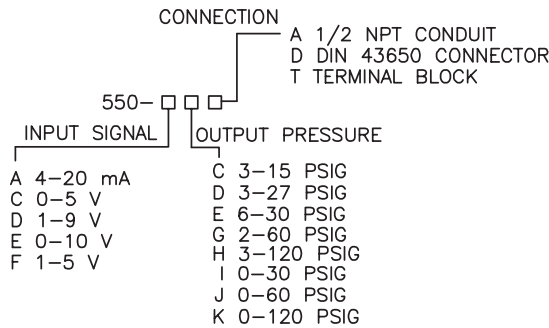 CONNECTION
A 1/2 NPT CONDUIT
D DIN 43650 CONNECTOR
T TERMINAL BLOCK
550-
INPUT SIGNAL
A 4-20 mA
C 0-5 V
D 1-9 V
E 0-10 V
F 1-5 V
OUTPUT PRESSURE
C 3-15 PSIG
D 3-27 PSIG
E 6-30 PSIG
G 2-60 PSIG
H 3-120 PSIG
I 0-30 PSIG
J 0-60 PSIG
K 0-120 PSIG